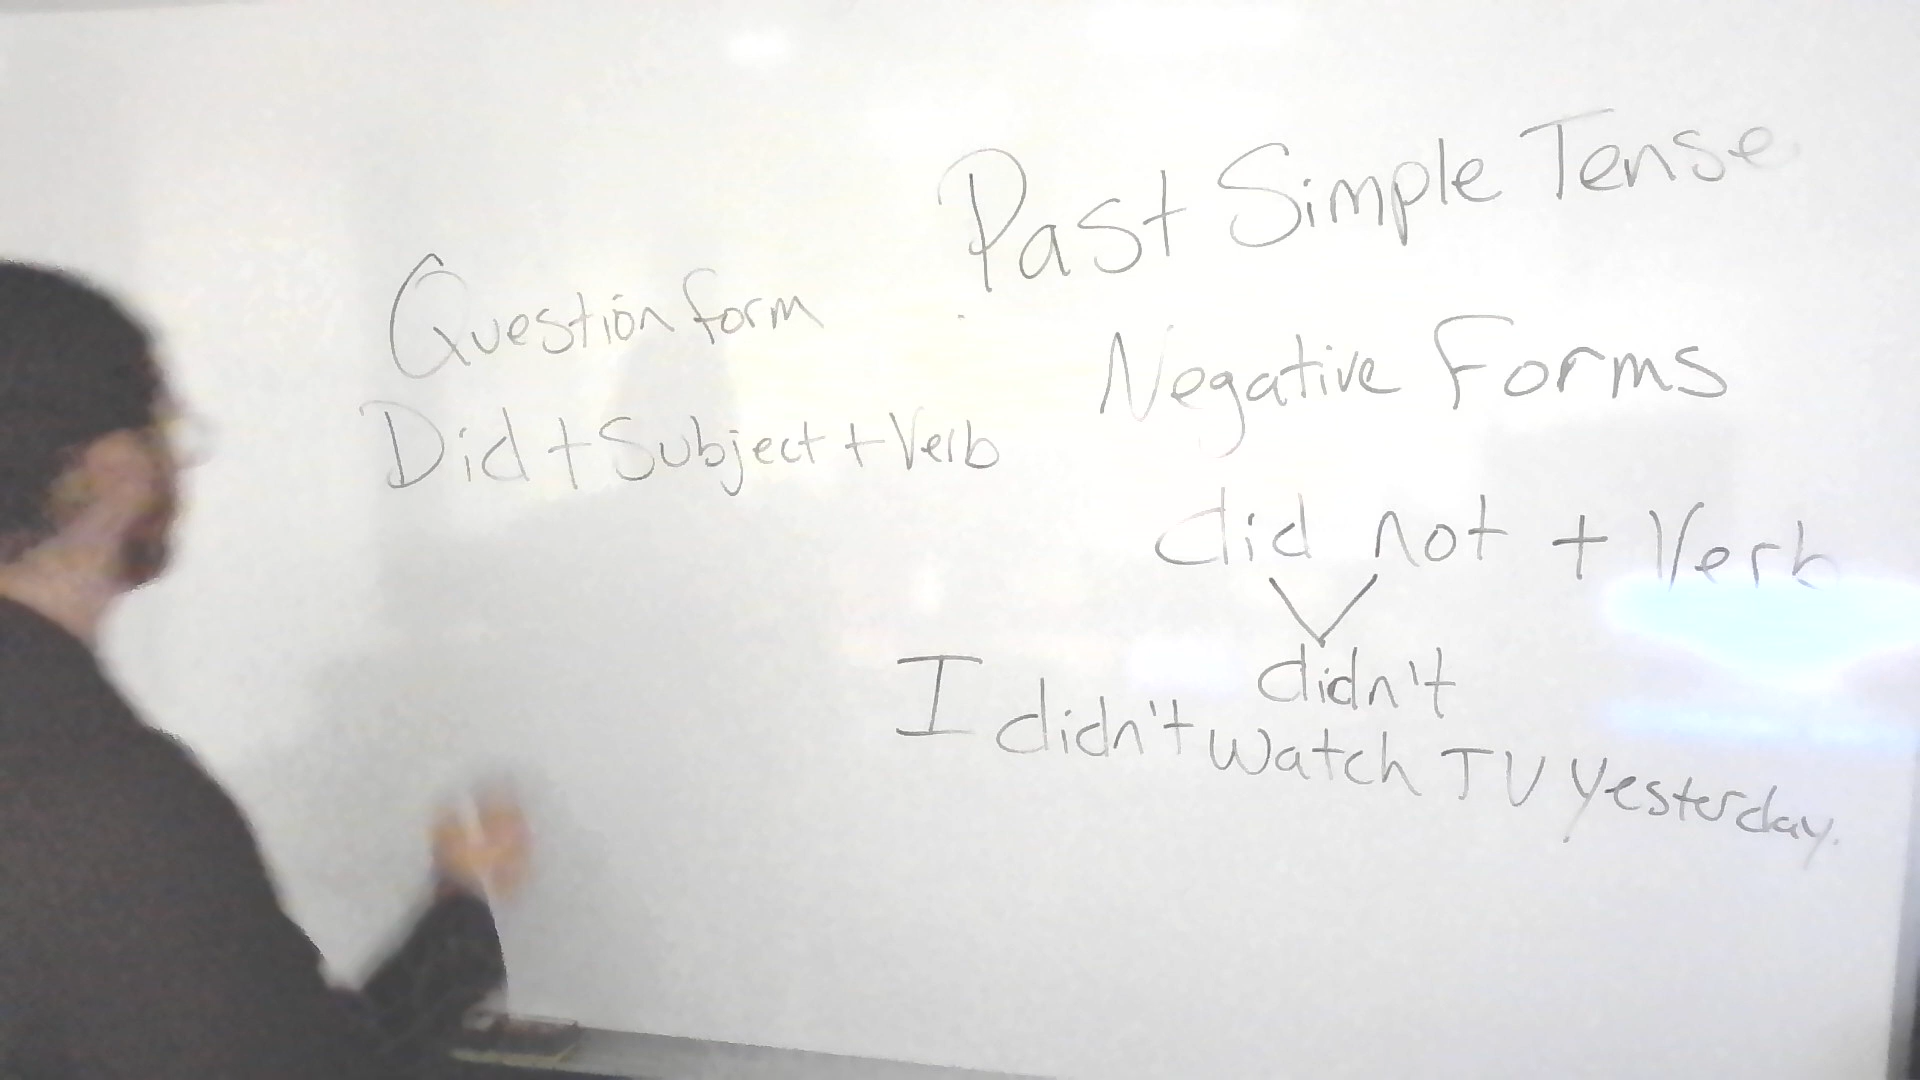 Past Simple Tense
Question form
Did + Subject + Verb
Negative Forms
did not + Verb
didn't
I didn't watch TV yesterday.